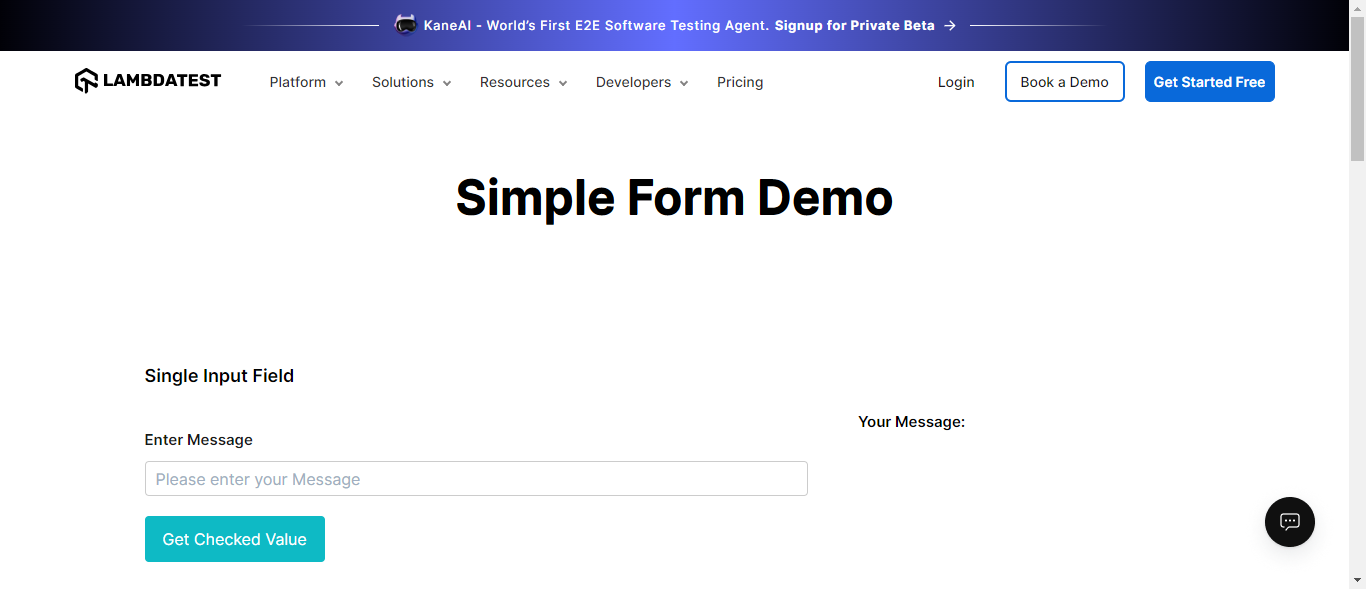 KaneAI - World’s First E2E Software Testing Agent. Signup for Private Beta →
LAMBDATEST Platform Solutions Resources Developers Pricing Login Book a Demo Get Started Free
Simple Form Demo
Single Input Field
Your Message:
Enter Message
Please enter your Message
Get Checked Value